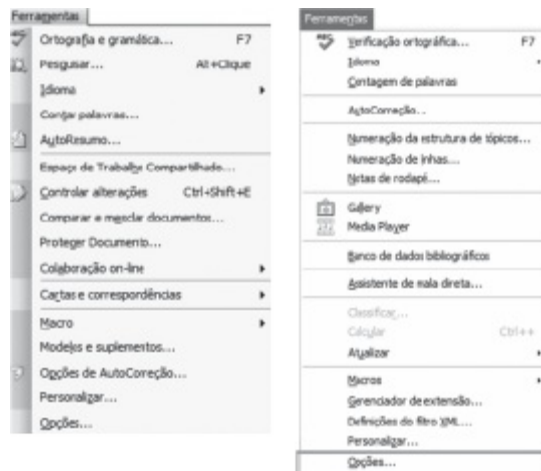 Ferramentas
Ortografia e gramática... F7
Pesquisar... Alt+Clique
Idioma
Contar palavras...
AutoResumo...
Espaço de Trabalho Compartilhado...
Controlar alterações Ctrl+Shift+E
Comparar e mesclar documentos...
Proteger Documento...
Colaboração on-line
Cartas e correspondências
Macro
Modelos e suplementos...
Opções de AutoCorreção...
Personalizar...
Opções...
Ferramentas
Verificação ortográfica... F7
Idioma
Contagem de palavras
AutoCorreção...
Numeração da estrutura de tópicos...
Numeração de linhas...
Notas de rodapé...
Gallery
Media Player
Banco de dados bibliográficos
Assistente de mala direta...
Classificar...
Calcular Ctrl++
Atualizar
Macros
Gerenciador de extensão...
Definições do filtro XML...
Personalizar...
Opções...